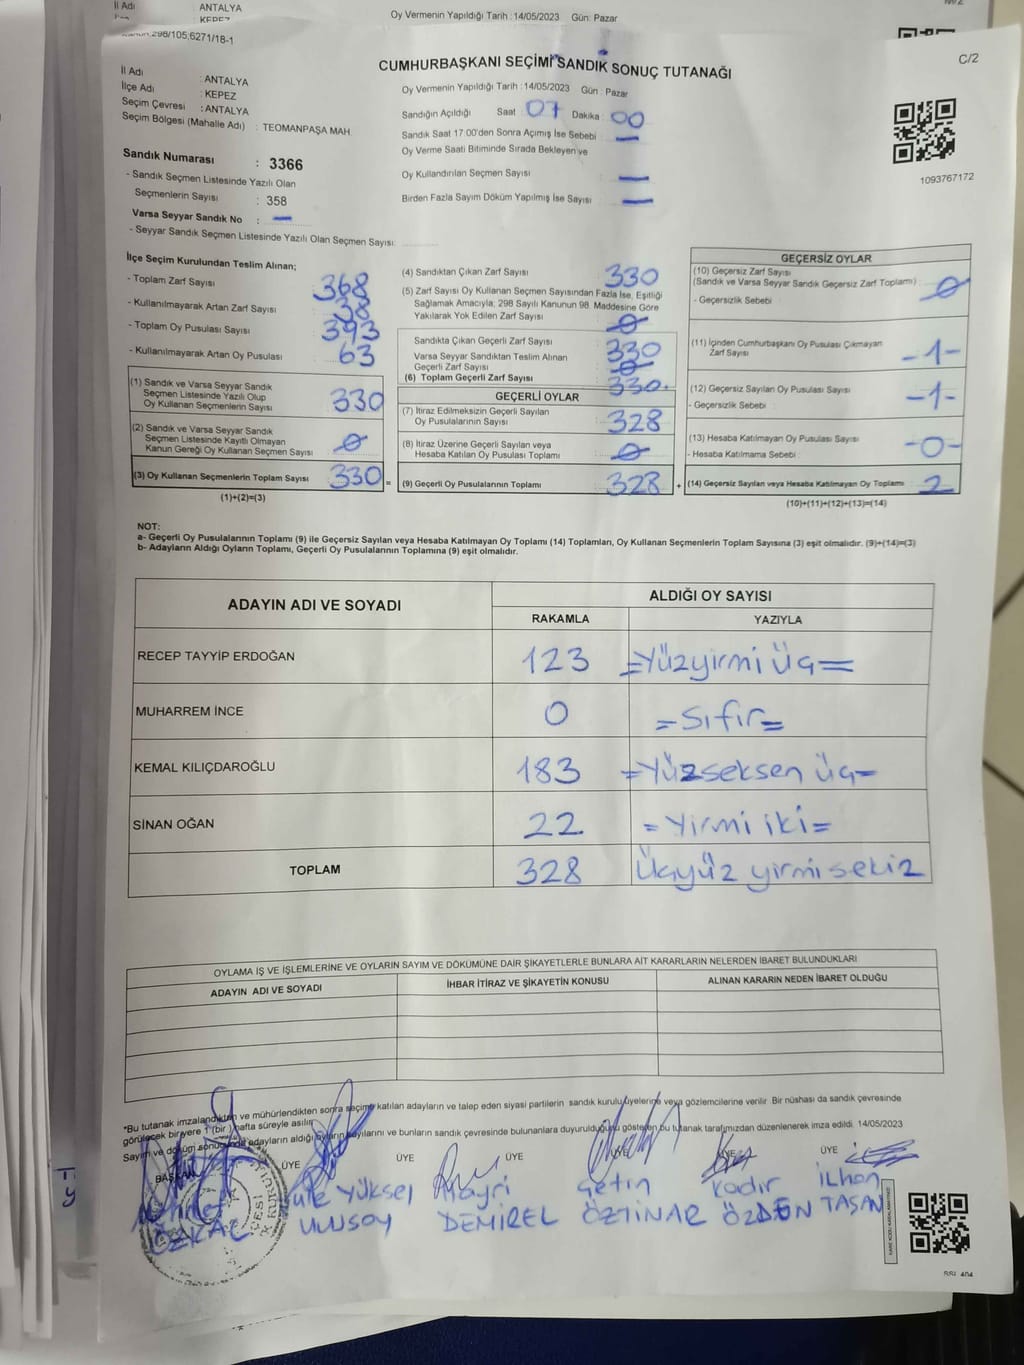 İl Adı : ANTALYA
KEPEZ
Oy Vermenin Yapıldığı Tarih :14/05/2023 Gün: Pazar
298/105;6271/18-1
C/2
CUMHURBAŞKANI SEÇİMİ SANDIK SONUÇ TUTANAĞI
İl Adı : ANTALYA
İlçe Adı : KEPEZ
Seçim Çevresi : ANTALYA
Seçim Bölgesi (Mahalle Adı) : TEOMANPAŞA MAH.
Oy Vermenin Yapıldığı Tarih :14/05/2023 Gün : Pazar
Sandığın Açıldığı Saat 07 Dakika : 00
Sandık Saat 17.00'den Sonra Açımış İse Sebebi : —
Oy Verme Saati Bitiminde Sırada Bekleyen ve
Oy Kullandırılan Seçmen Sayısı —
Birden Fazla Sayım Döküm Yapılmış İse Sayısı —
1093767172
Sandık Numarası : 3366
- Sandık Seçmen Listesinde Yazılı Olan
Seçmenlerin Sayısı : 358
Varsa Seyyar Sandık No : —
- Seyyar Sandık Seçmen Listesinde Yazılı Olan Seçmen Sayısı:
İlçe Seçim Kurulundan Teslim Alınan;
- Toplam Zarf Sayısı 368
- Kullanılmayarak Artan Zarf Sayısı 38
- Toplam Oy Pusulası Sayısı 393
- Kullanılmayarak Artan Oy Pusulası 63
(1) Sandık ve Varsa Seyyar Sandık
Seçmen Listesinde Yazılı Olup
Oy Kullanan Seçmenlerin Sayısı 330
(2) Sandık ve Varsa Seyyar Sandık
Seçmen Listesinde Kayıtlı Olmayan
Kanun Gereği Oy Kullanan Seçmen Sayısı 0
(3) Oy Kullanan Seçmenlerin Toplam Sayısı 330 =
(1)+(2)=(3)
(4) Sandıktan Çıkan Zarf Sayısı 330
(5) Zarf Sayısı Oy Kullanan Seçmen Sayısından Fazla İse, Eşitliği
Sağlamak Amacıyla, 298 Sayılı Kanunun 98. Maddesine Göre
Yakılarak Yok Edilen Zarf Sayısı 0
Sandıkta Çıkan Geçerli Zarf Sayısı 330
Varsa Seyyar Sandıktan Teslim Alınan
Geçerli Zarf Sayısı 0
(6) Toplam Geçerli Zarf Sayısı 330
GEÇERLİ OYLAR
(7) İtiraz Edilmeksizin Geçerli Sayılan
Oy Pusulalarının Sayısı 328
(8) İtiraz Üzerine Geçerli Sayılan veya
Hesaba Katılan Oy Pusulası Toplamı 0
(9) Geçerli Oy Pusulalarının Toplamı 328 +
GEÇERSİZ OYLAR
(10) Geçersiz Zarf Sayısı
(Sandık ve Varsa Seyyar Sandık Geçersiz Zarf Toplamı) 0
- Geçersizlik Sebebi :
(11) İçinden Cumhurbaşkanı Oy Pusulası Çıkmayan
Zarf Sayısı -1-
(12) Geçersiz Sayılan Oy Pusulası Sayısı -1-
- Geçersizlik Sebebi :
(13) Hesaba Katılmayan Oy Pusulası Sayısı -0-
- Hesaba Katılmama Sebebi :
(14) Geçersiz Sayılan veya Hesaba Katılmayan Oy Toplamı 2
(10)+(11)+(12)+(13)=(14)
NOT:
a- Geçerli Oy Pusulalarının Toplamı (9) ile Geçersiz Sayılan veya Hesaba Katılmayan Oy Toplamı (14) Toplamları, Oy Kullanan Seçmenlerin Toplam Sayısına (3) eşit olmalıdır. (9)+(14)=(3)
b- Adayların Aldığı Oyların Toplamı, Geçerli Oy Pusulalarının Toplamına (9) eşit olmalıdır.
ADAYIN ADI VE SOYADI
ALDIĞI OY SAYISI
RAKAMLA YAZIYLA
RECEP TAYYİP ERDOĞAN 123 =Yüzyirmi üç=
MUHARREM İNCE 0 =Sıfır=
KEMAL KILIÇDAROĞLU 183 =Yüzseksen üç=
SİNAN OĞAN 22 =Yirmi iki=
TOPLAM 328 Üçyüz yirmi sekiz
OYLAMA İŞ VE İŞLEMLERİNE VE OYLARIN SAYIM VE DÖKÜMÜNE DAİR ŞİKAYETLERLE BUNLARA AİT KARARLARIN NELERDEN İBARET BULUNDUKLARI
ADAYIN ADI VE SOYADI
İHBAR İTİRAZ VE ŞİKAYETİN KONUSU
ALINAN KARARIN NEDEN İBARET OLDUĞU
*Bu tutanak imzalandıktan ve mühürlendikten sonra seçime katılan adayların ve talep eden siyasi partilerin sandık kurulu üyelerine veya gözlemcilerine verilir. Bir nüshası da sandık çevresinde
görülecek bir yere 1 (bir) hafta süreyle asılır.
Sayım ve döküm sonucunda adayların aldığı oyların sayılarını ve bunların sandık çevresinde bulunanlara duyurulduğunu gösteren bu tutanak tarafımızdan düzenlenerek imza edildi. 14/05/2023
BAŞKAN ÜYE ÜYE ÜYE ÜYE ÜYE ÜYE
YÜKSEL Hayri Çetin Kadir İlhan
ÖZKAL ULUSOY DEMİREL ÖZTINAR ÖZDEN TAŞAN